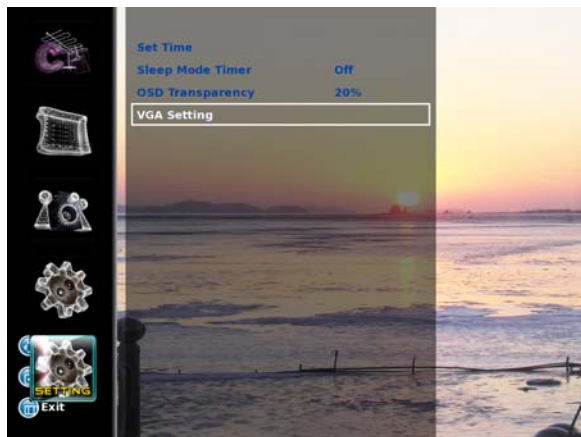 Set Time
Sleep Mode Timer Off
OSD Transparency 20%
VGA Setting
SETTING
Exit